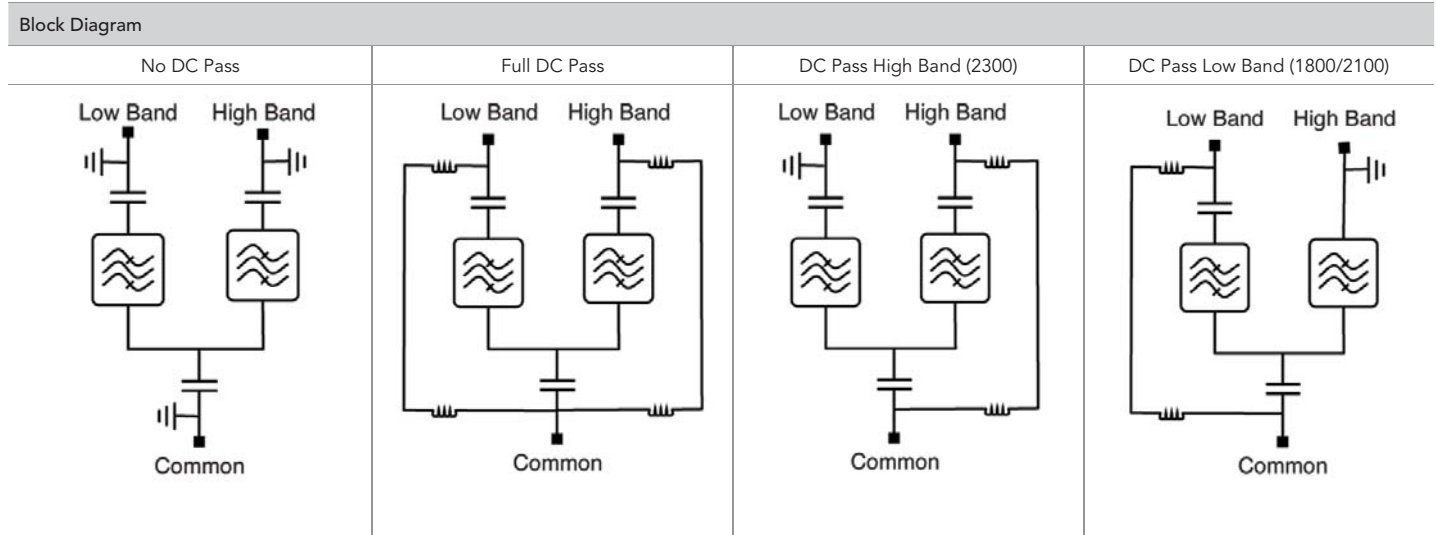 Block Diagram
No DC Pass
Full DC Pass
DC Pass High Band (2300)
DC Pass Low Band (1800/2100)
Low Band High Band
Low Band High Band
Low Band High Band
Low Band High Band
Common
Common
Common
Common